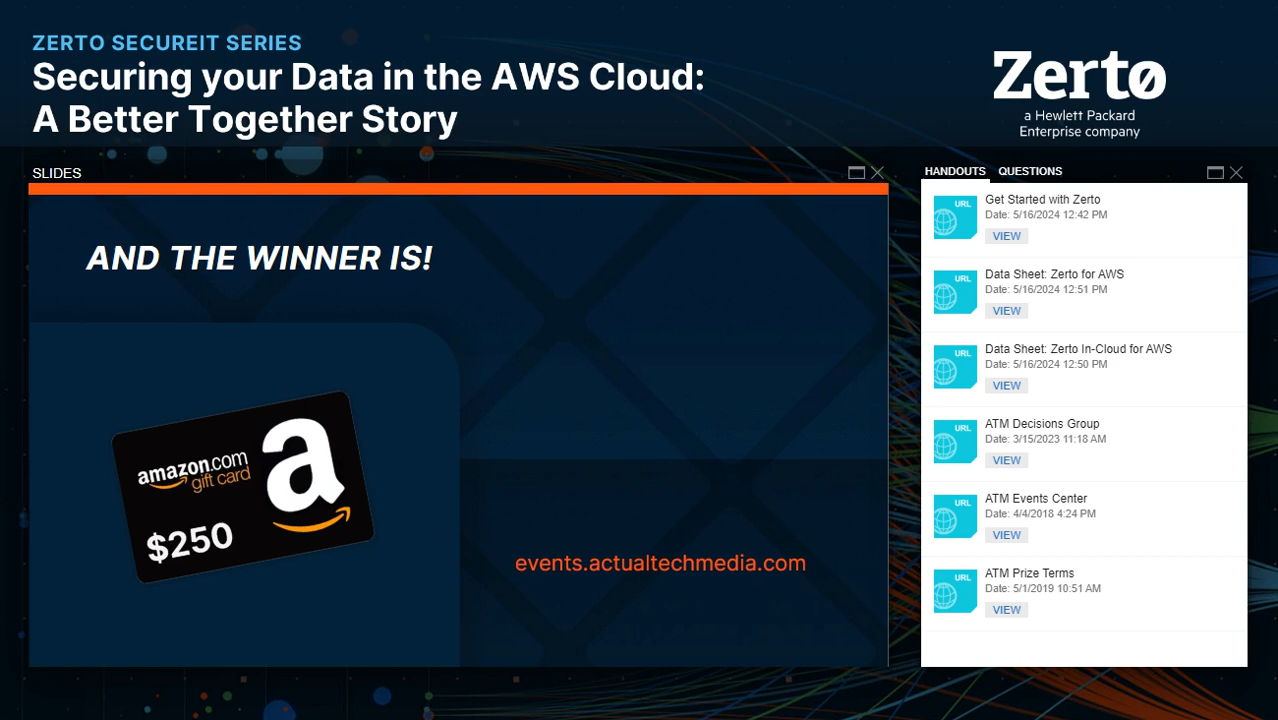 ZERTO SECUREIT SERIES
Securing your Data in the AWS Cloud:
A Better Together Story
Zerto
a Hewlett Packard
Enterprise company
SLIDES
AND THE WINNER IS!
amazon.com
gift card
a
$250
events.actualtechmedia.com
HANDOUTS QUESTIONS
URL
Get Started with Zerto
Date: 5/16/2024 12:42 PM
VIEW
URL
Data Sheet: Zerto for AWS
Date: 5/16/2024 12:51 PM
VIEW
URL
Data Sheet: Zerto In-Cloud for AWS
Date: 5/16/2024 12:50 PM
VIEW
URL
ATM Decisions Group
Date: 3/15/2023 11:18 AM
VIEW
URL
ATM Events Center
Date: 4/4/2018 4:24 PM
VIEW
URL
ATM Prize Terms
Date: 5/1/2019 10:51 AM
VIEW